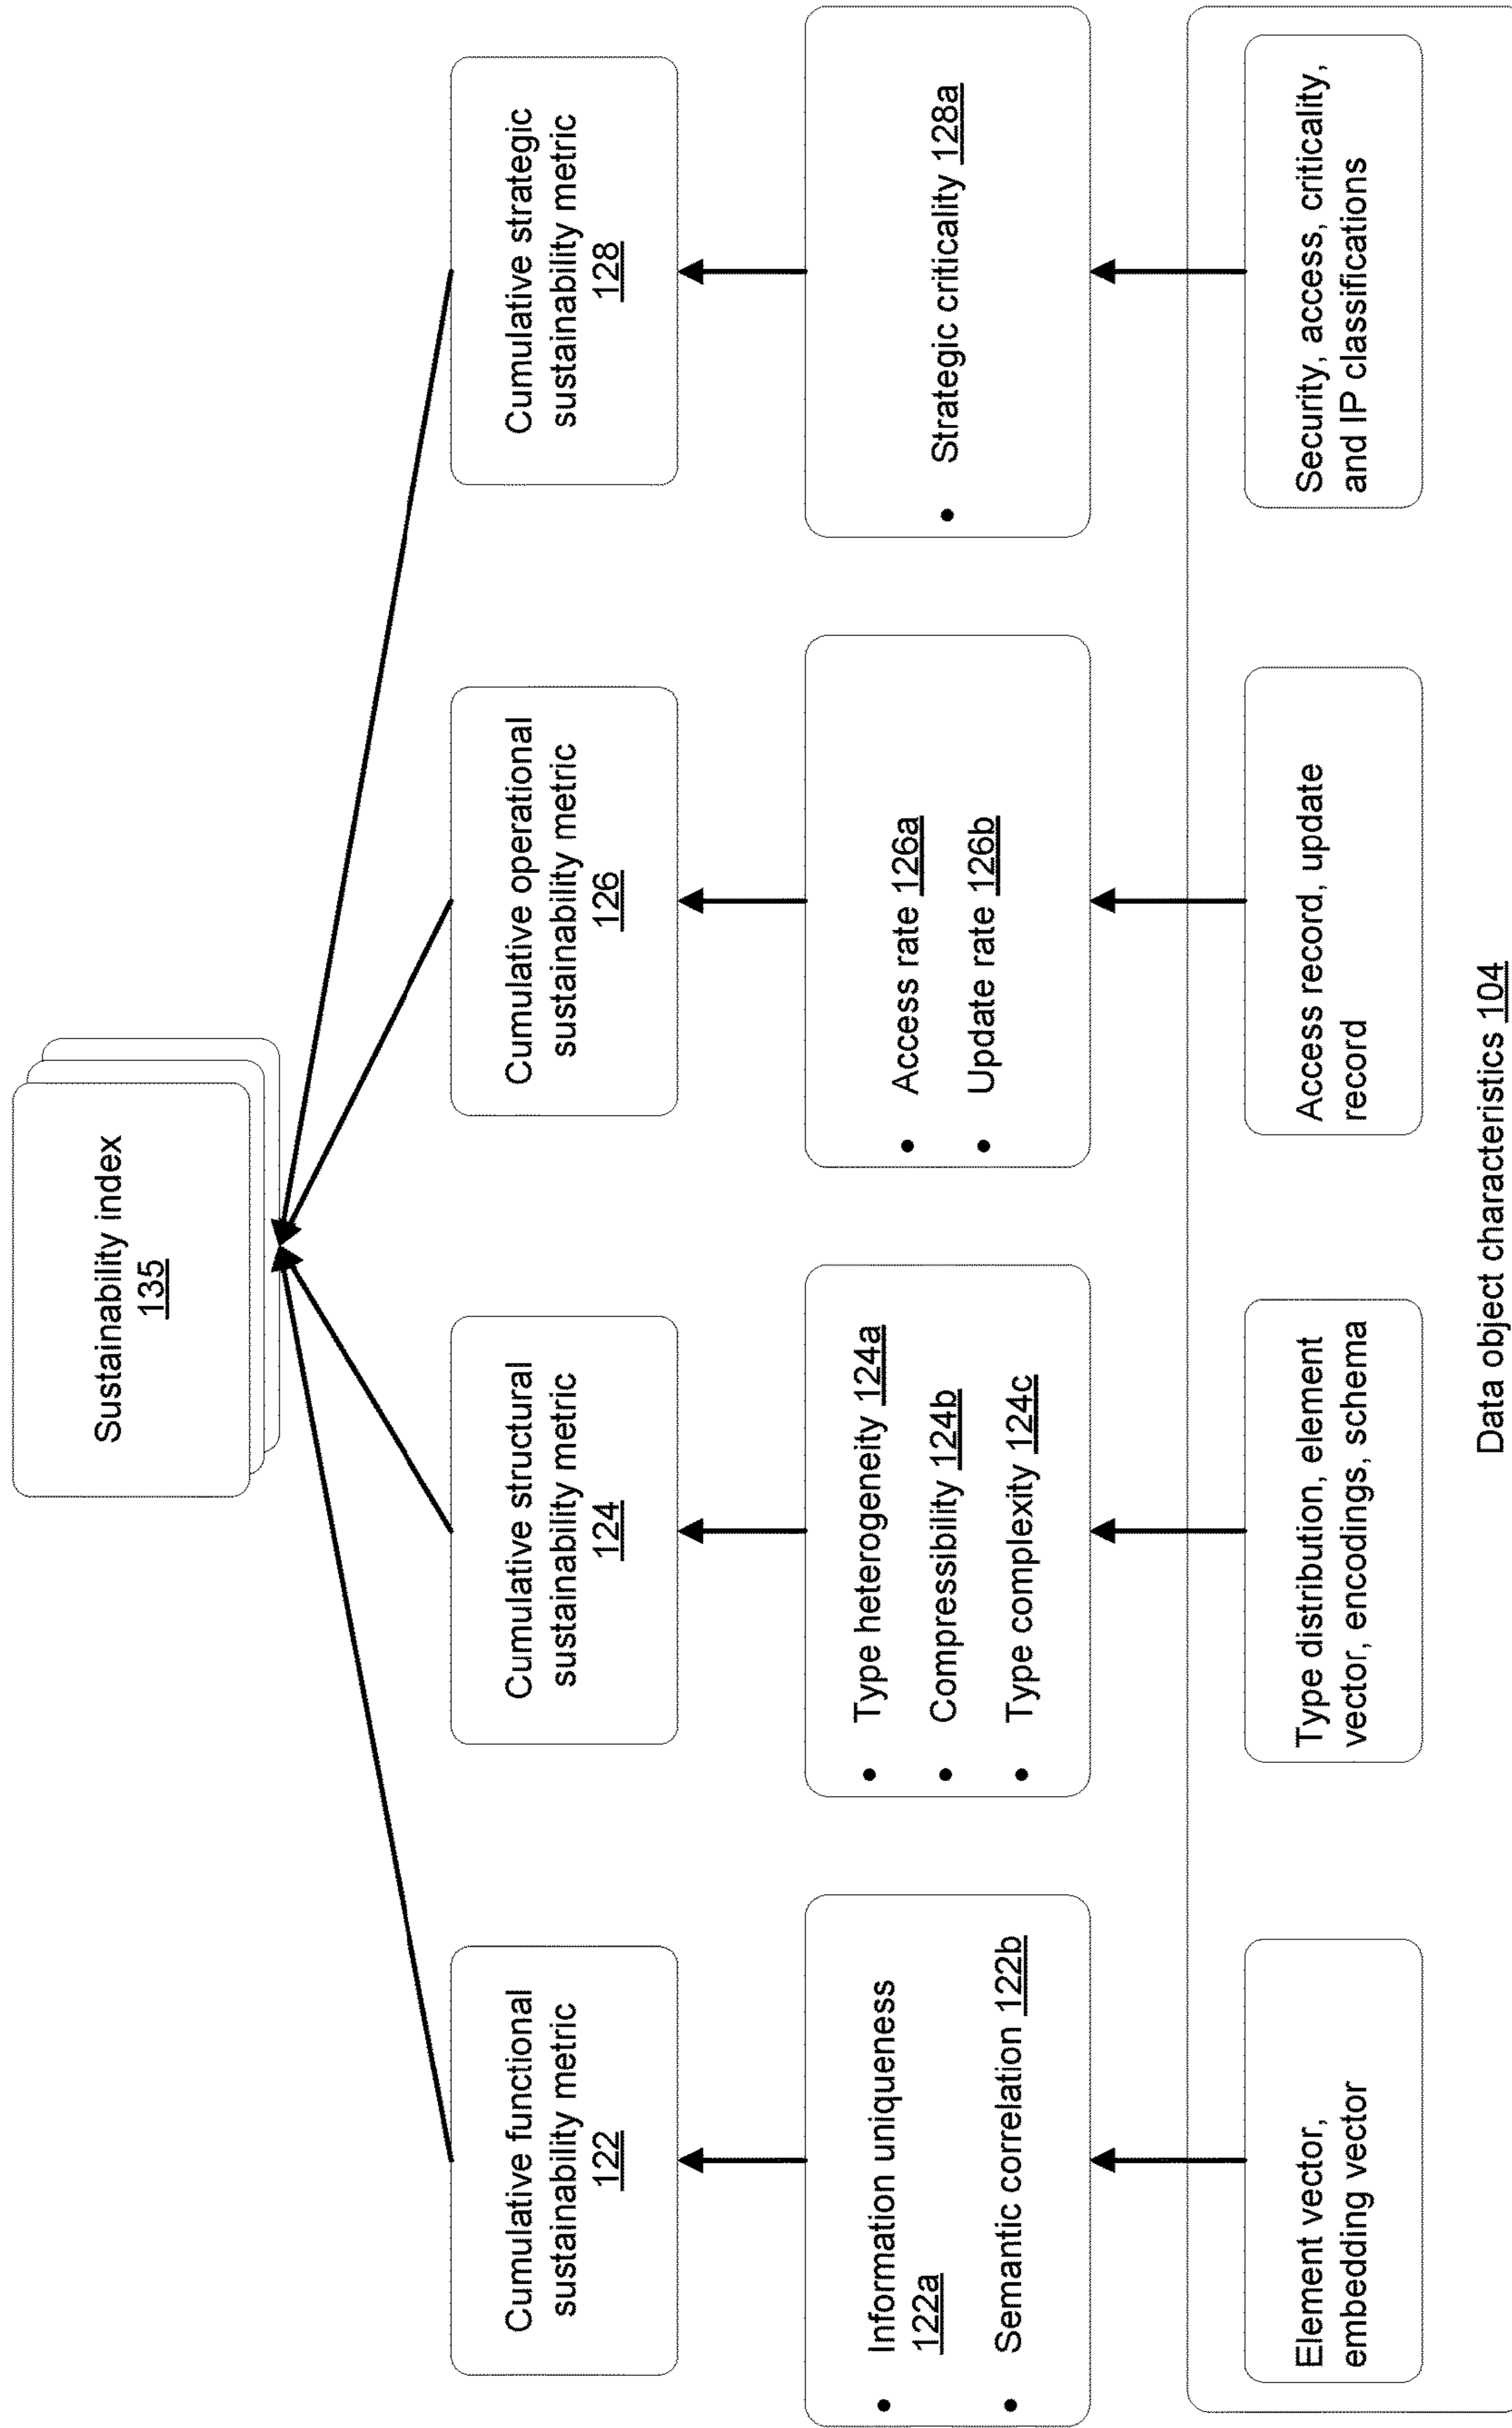 Sustainability index
135
Cumulative functional
sustainability metric
122
Cumulative structural
sustainability metric
124
Cumulative operational
sustainability metric
126
Cumulative strategic
sustainability metric
128
• Information uniqueness
122a
• Semantic correlation 122b
• Type heterogeneity 124a
• Compressibility 124b
• Type complexity 124c
• Access rate 126a
• Update rate 126b
• Strategic criticality 128a
Element vector,
embedding vector
Type distribution, element
vector, encodings, schema
Access record, update
record
Security, access, criticality,
and IP classifications
Data object characteristics 104